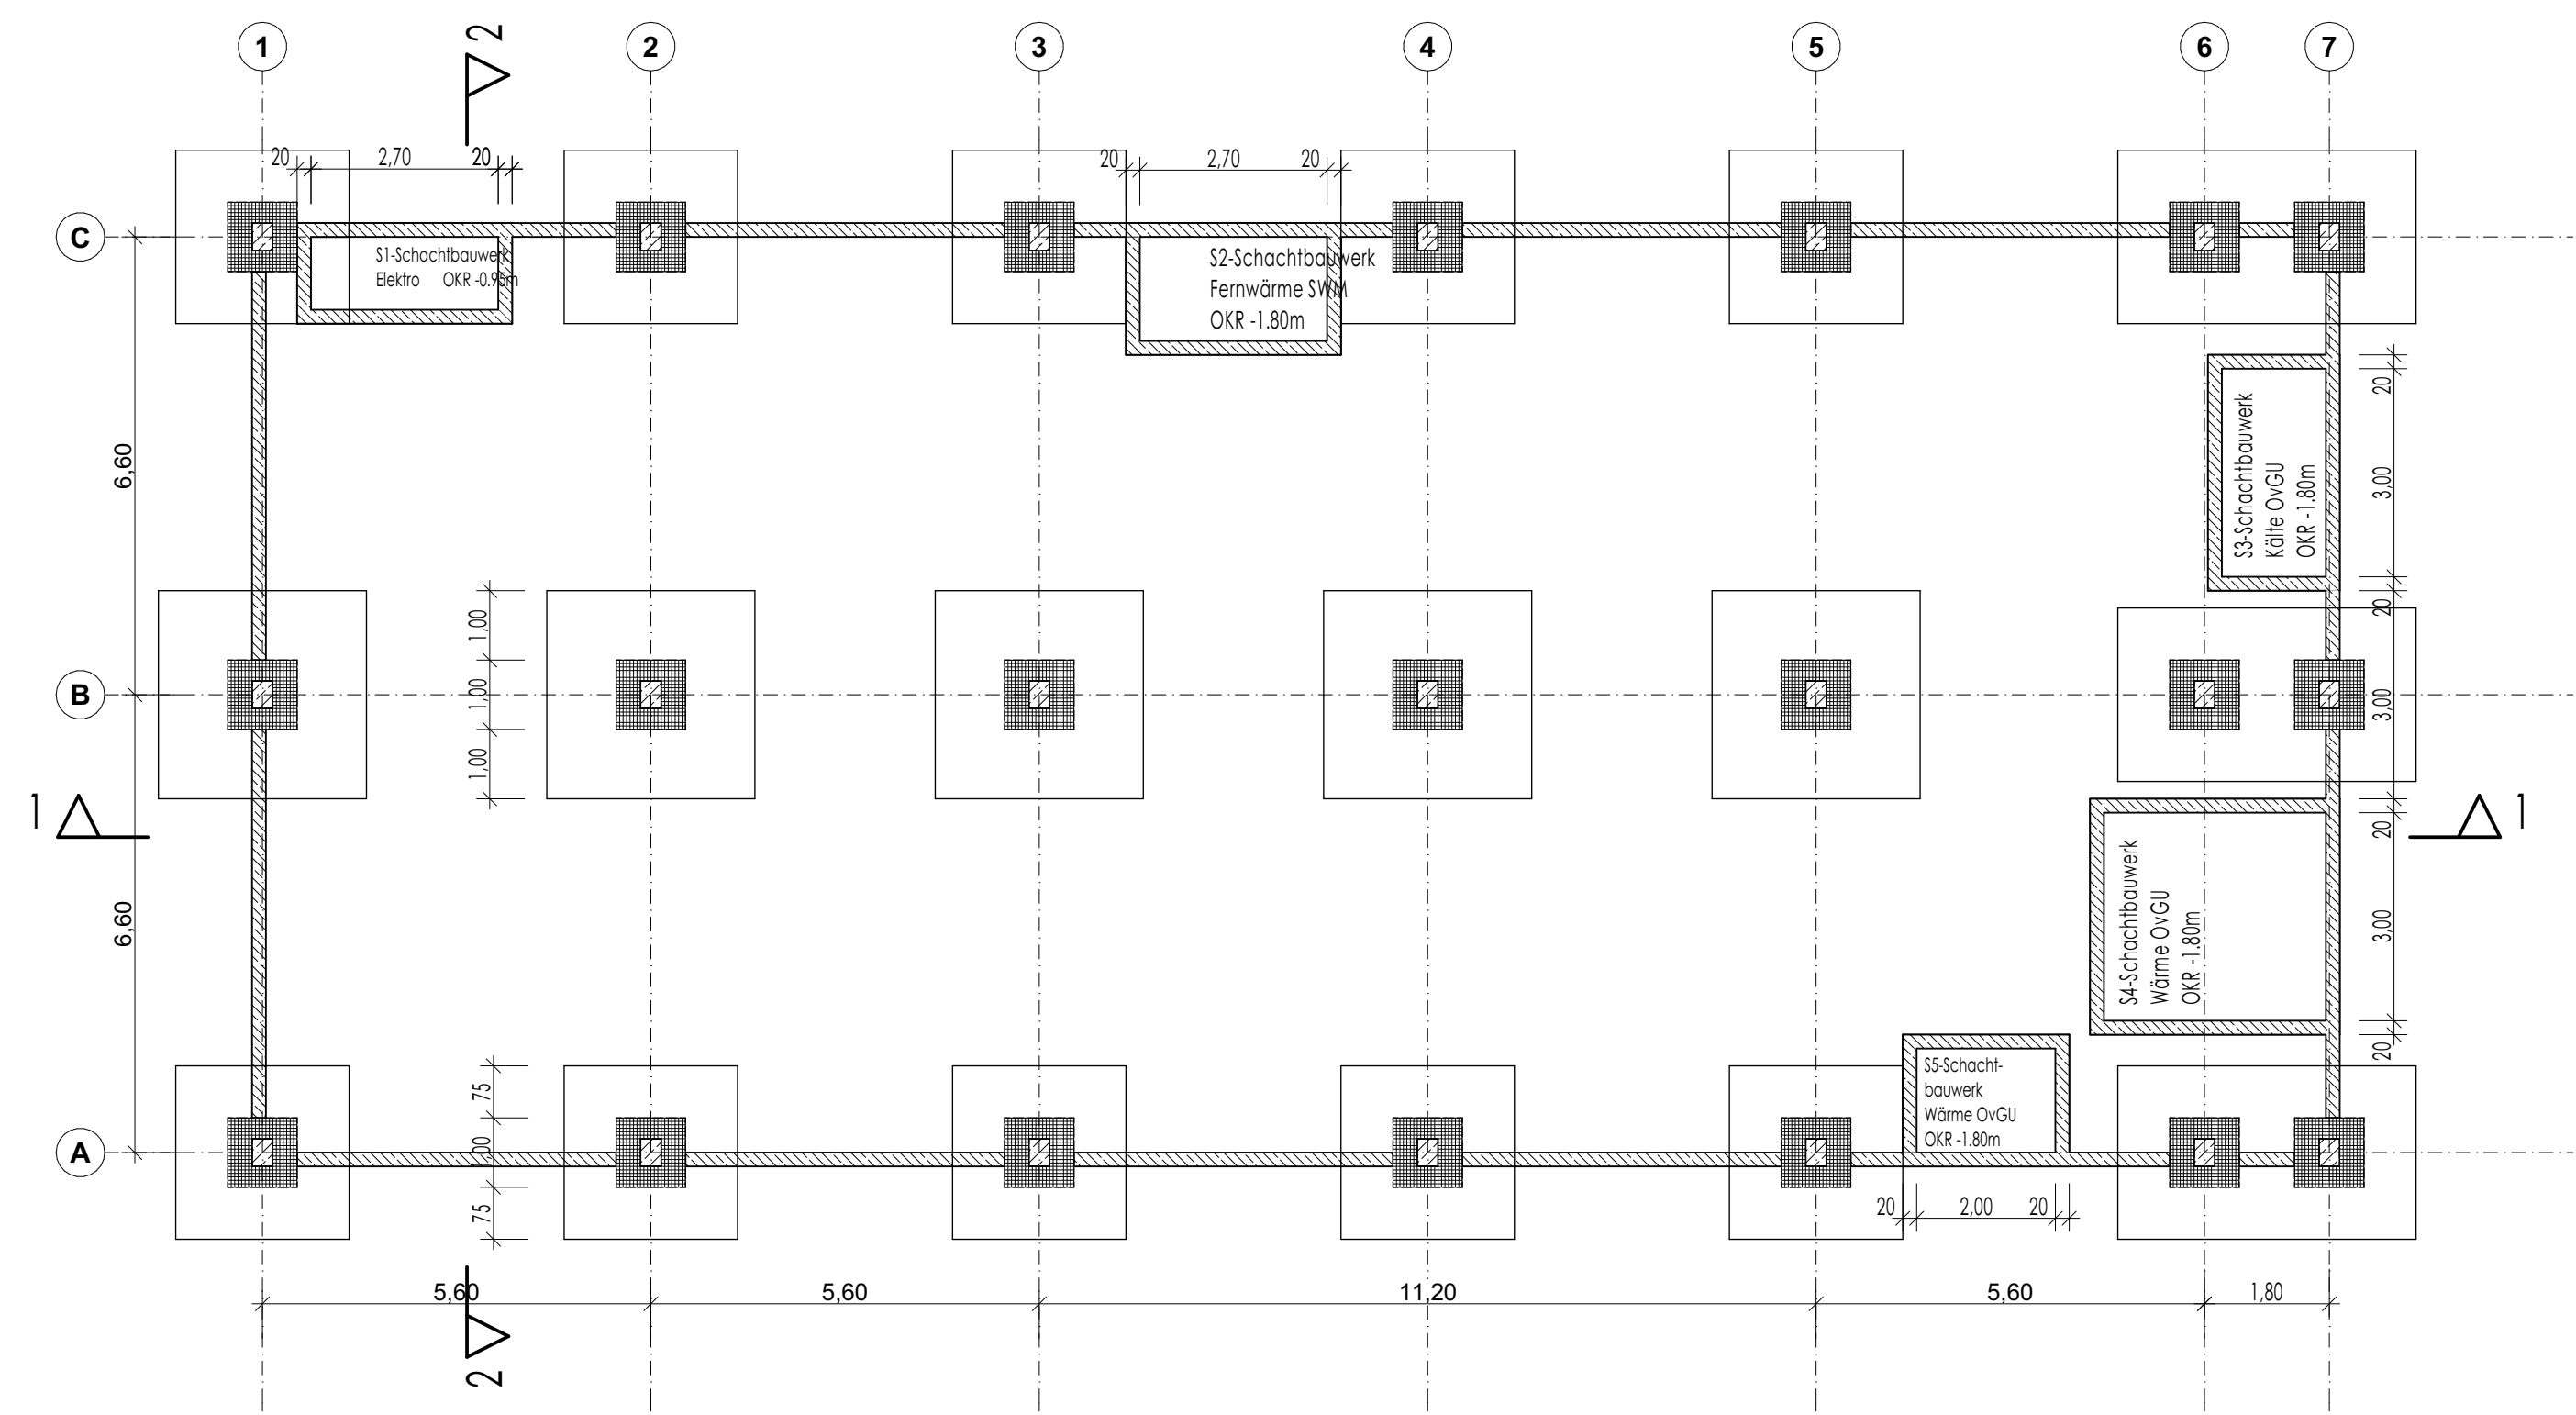 1 2 3 4 5 6 7
2
20 2,70 20
20 2,70 20
C
S1-Schachtbauwerk
Elektro OKR -0.95m
S2-Schachtbauwerk
Fernwärme SWM
OKR -1.80m
20
S3-Schachtbauwerk
Kälte OvGU
OKR -1.80m
3,00
20
6,60
1,00
1,00
1,00
B
3,00
1
1
20
S4-Schachtbauwerk
Wärme OvGU
OKR -1.80m
3,00
20
6,60
S5-Schacht-
bauwerk
Wärme OvGU
OKR -1.80m
75
1,00
75
A
20 2,00 20
5,60 5,60 11,20 5,60 1,80
2